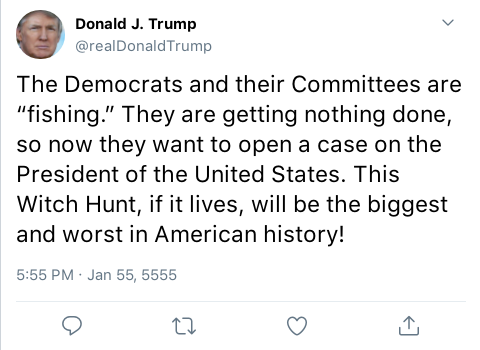 Donald J. Trump
@realDonaldTrump
The Democrats and their Committees are
“fishing.” They are getting nothing done,
so now they want to open a case on the
President of the United States. This
Witch Hunt, if it lives, will be the biggest
and worst in American history!
5:55 PM · Jan 55, 5555